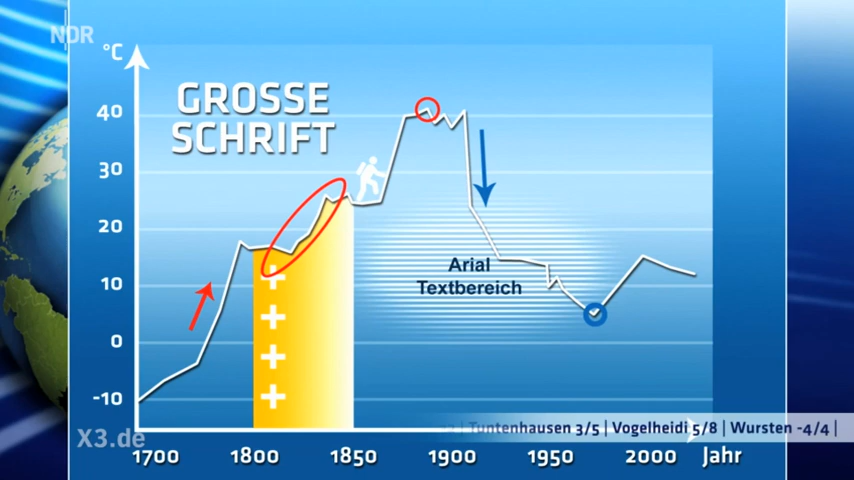 NDR
°C
GROSSE
SCHRIFT
40
30
20
10
0
-10
Arial
Textbereich
Tuntenhausen 3/5 | Vogelheidi 5/8 | Wursten -4/4 |
X3.de
1700 1800 1850 1900 1950 2000 Jahr